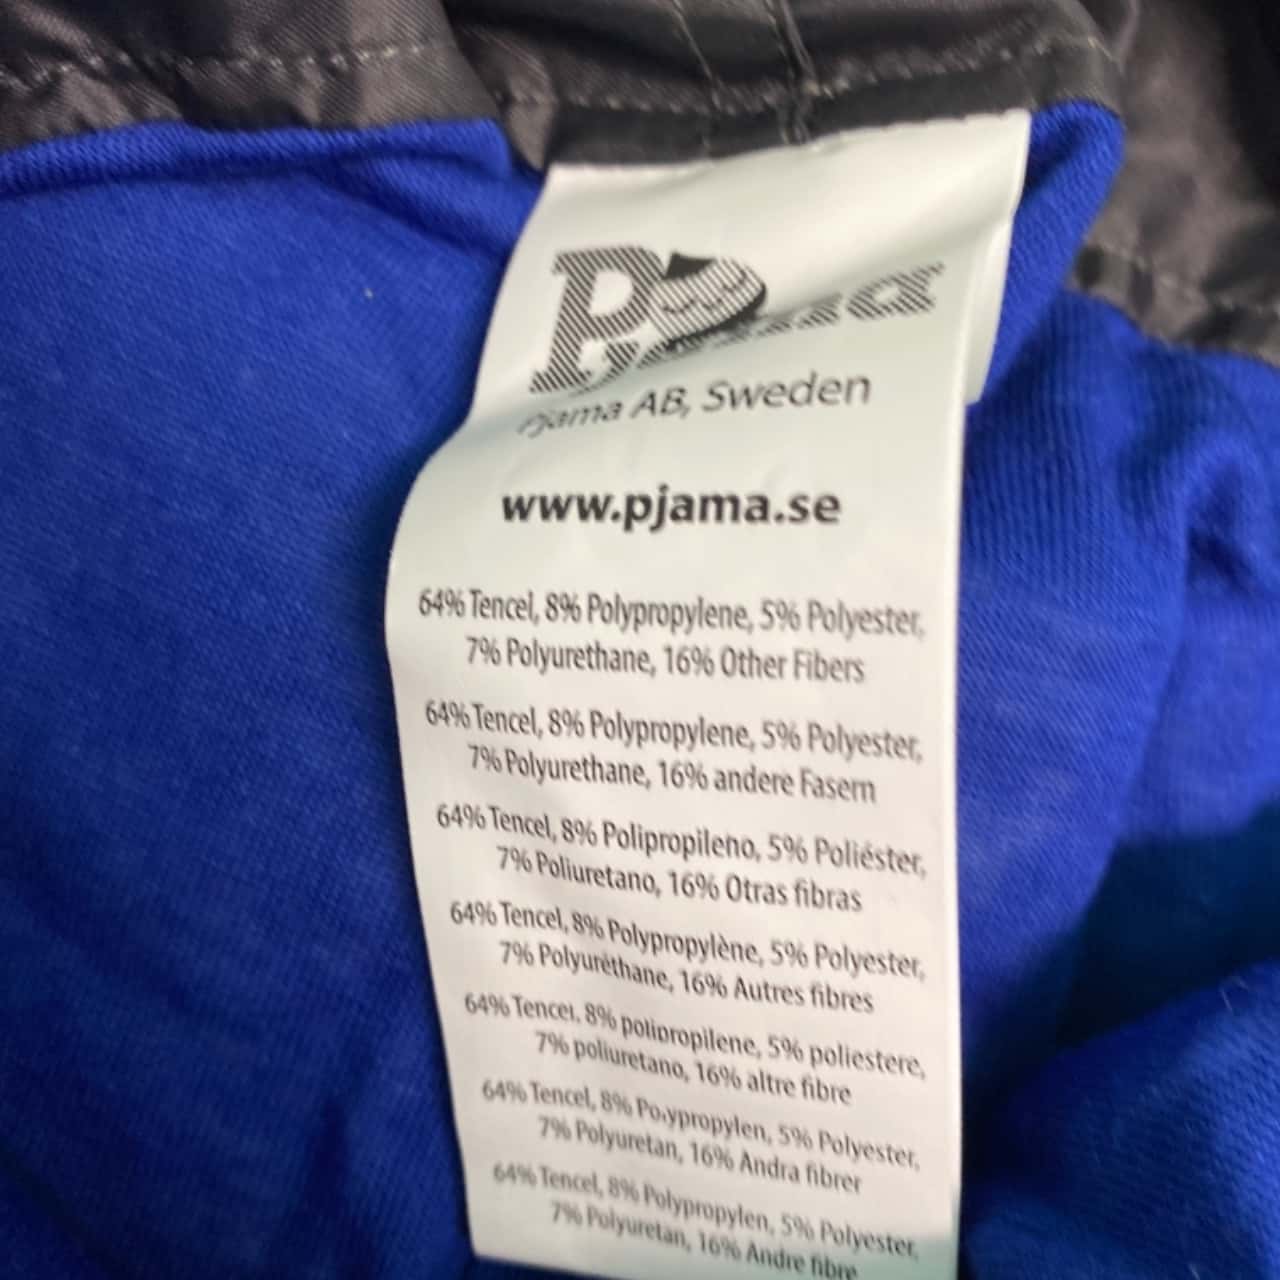 Pjama
Pjama AB, Sweden
www.pjama.se
64% Tencel, 8% Polypropylene, 5% Polyester,
7% Polyurethane, 16% Other Fibers
64% Tencel, 8% Polypropylene, 5% Polyester,
7% Polyurethane, 16% andere Fasern
64% Tencel, 8% Polipropileno, 5% Poliéster,
7% Poliuretano, 16% Otras fibras
64% Tencel, 8% Polypropylène, 5% Polyester,
7% Polyuréthane, 16% Autres fibres
64% Tencel, 8% polipropilene, 5% poliestere,
7% poliuretano, 16% altre fibre
64% Tencel, 8% Polypropylen, 5% Polyester,
7% Polyuretan, 16% Andra fibrer
64% Tencel, 8% Polypropylen, 5% Polyester,
7% Polyuretan, 16% Andre fibre